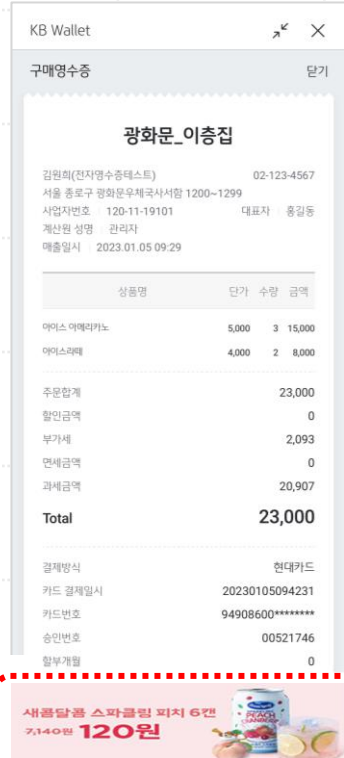 KB Wallet
구매영수증 닫기
광화문_이층집
김원희(전자영수증테스트) 02-123-4567
서울 종로구 광화문우체국사서함 1200~1299
사업자번호 120-11-19101 대표자 홍길동
계산원 성명 관리자
매출일시 2023.01.05 09:29
상품명 단가 수량 금액
아이스 아메리카노 5,000 3 15,000
아이스라떼 4,000 2 8,000
주문합계 23,000
할인금액 0
부가세 2,093
면세금액 0
과세금액 20,907
Total 23,000
결제방식 현대카드
카드 결제일시 20230105094231
카드번호 94908600********
승인번호 00521746
할부개월 0
새콤달콤 스파클링 피치 6캔
7,140원 120원
PEACH
CRANBERRY